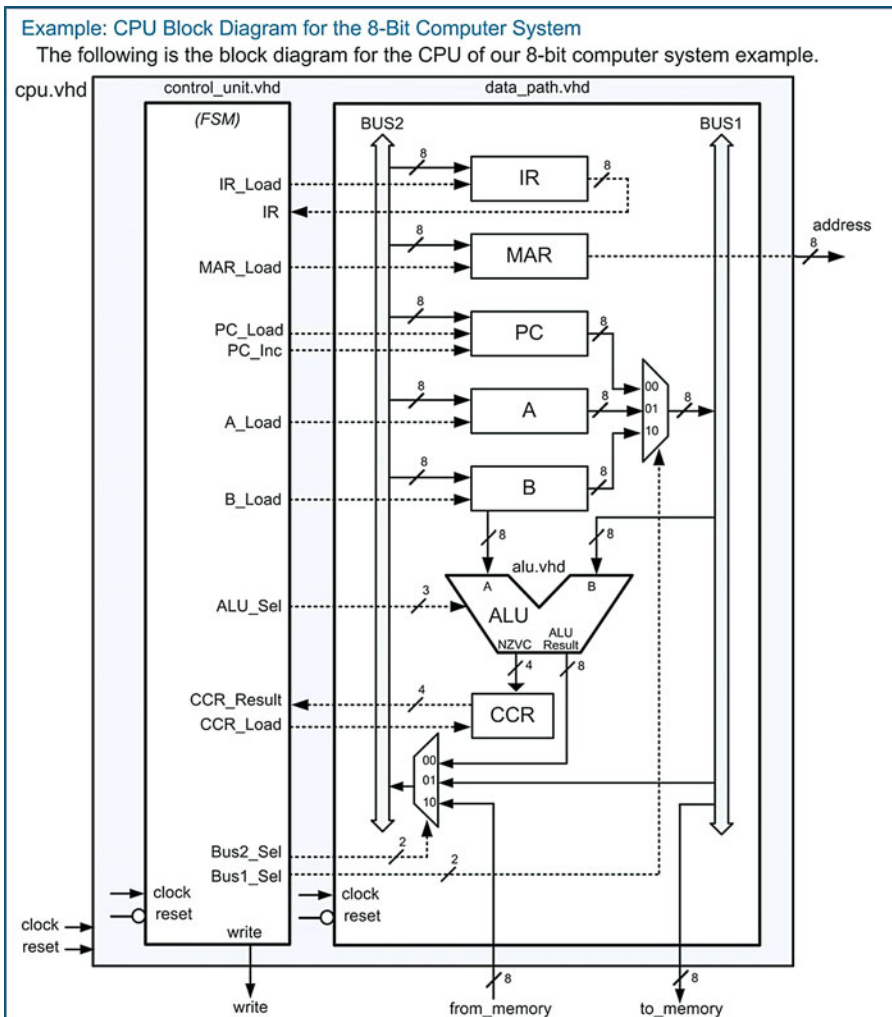 Example: CPU Block Diagram for the 8-Bit Computer System
The following is the block diagram for the CPU of our 8-bit computer system example.
cpu.vhd
control_unit.vhd
data_path.vhd
(FSM)
BUS2
BUS1
8
IR
8
IR_Load
IR
8
MAR
address
8
MAR_Load
8
PC
8
PC_Load
PC_Inc
00
01
10
8
8
A
8
A_Load
8
B
8
B_Load
8
8
alu.vhd
A
B
ALU_Sel
3
ALU
NZVC
ALU
Result
4
8
CCR_Result
4
CCR
CCR_Load
00
01
10
Bus2_Sel
2
Bus1_Sel
2
clock
reset
clock
reset
clock
reset
write
write
8
from_memory
8
to_memory